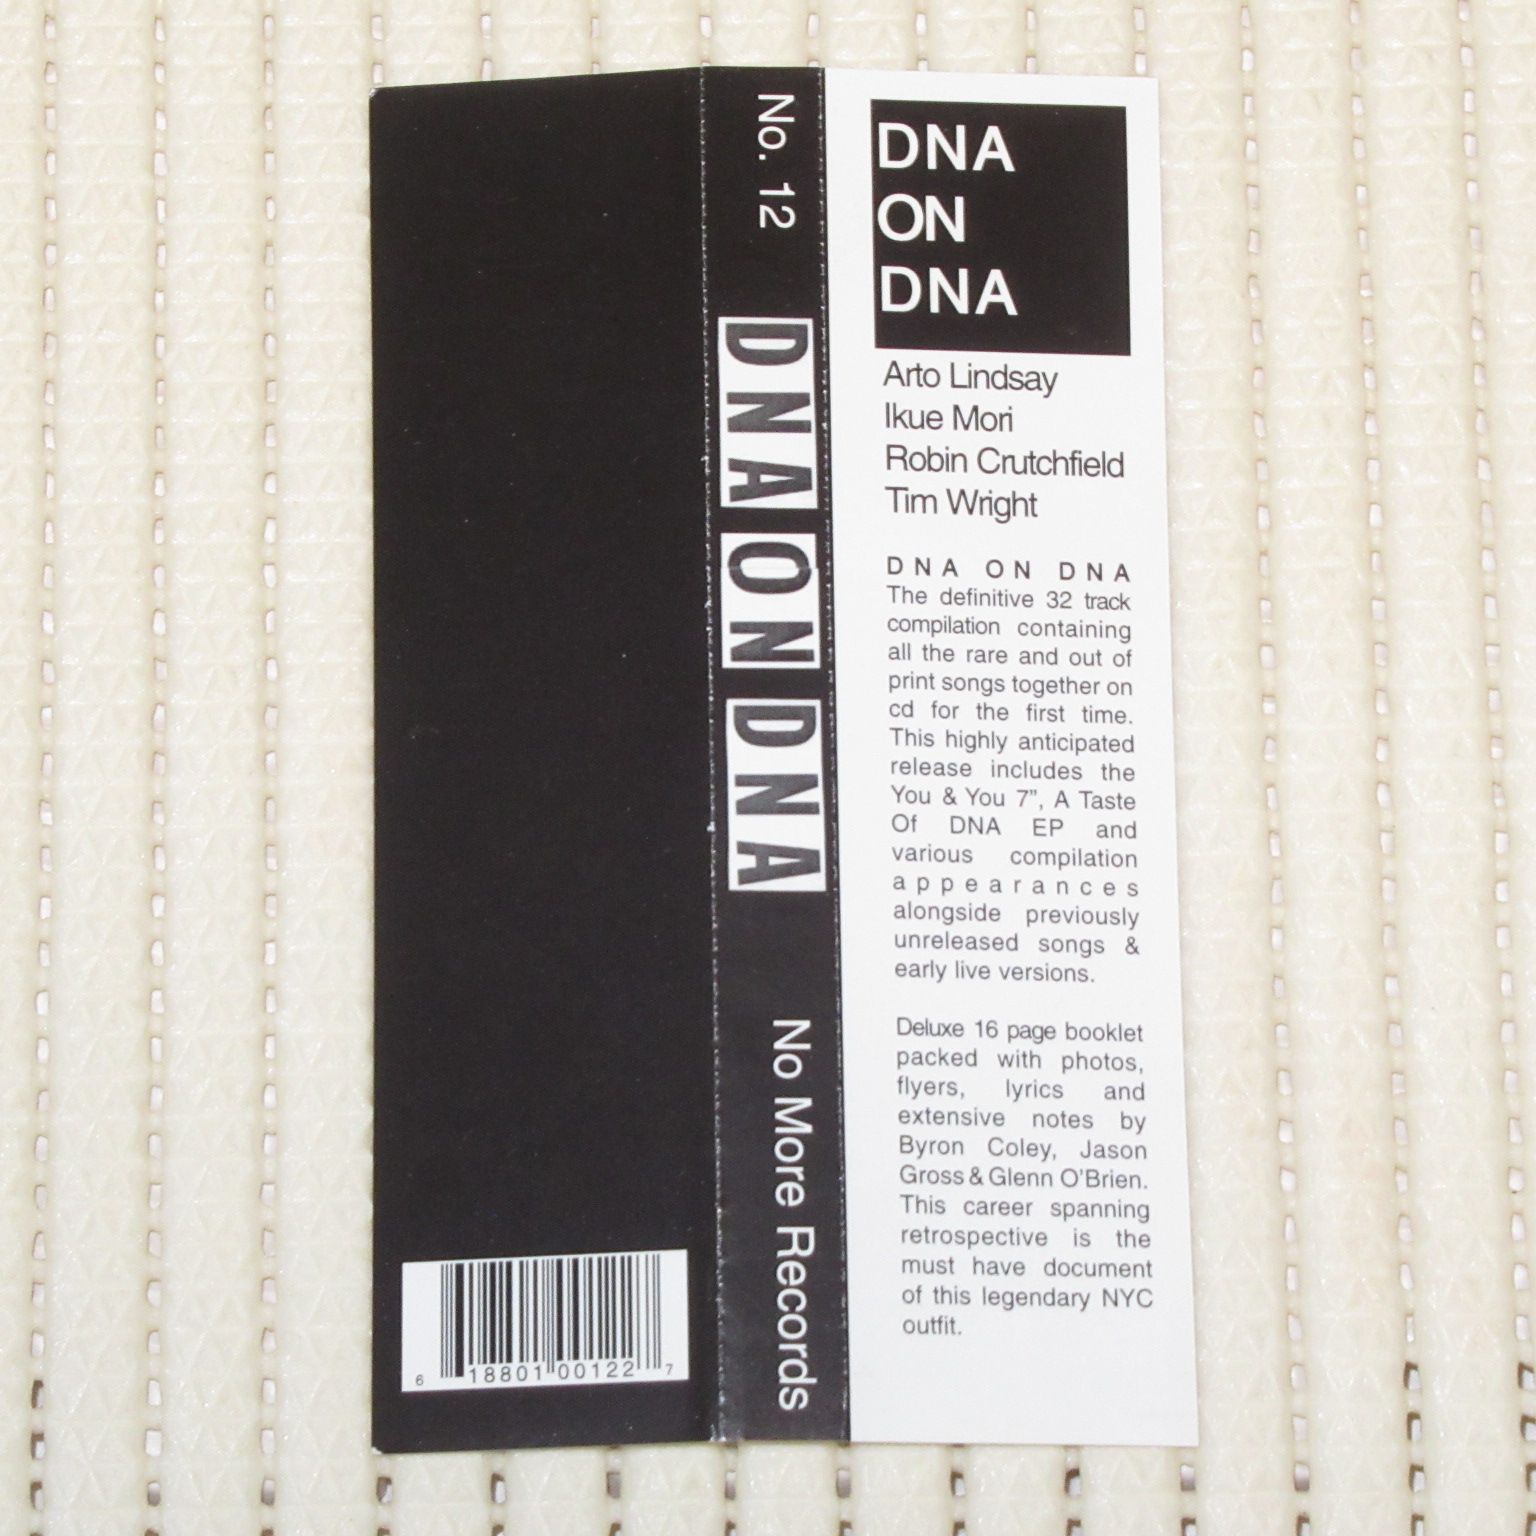 No. 12
DNA ON DNA
No More Records
6 18801 00122 7
DNA
ON
DNA
Arto Lindsay
Ikue Mori
Robin Crutchfield
Tim Wright
DNA ON DNA
The definitive 32 track
compilation containing
all the rare and out of
print songs together on
cd for the first time.
This highly anticipated
release includes the
You & You 7", A Taste
Of DNA EP and
various compilation
appearances
alongside previously
unreleased songs &
early live versions.
Deluxe 16 page booklet
packed with photos,
flyers, lyrics and
extensive notes by
Byron Coley, Jason
Gross & Glenn O'Brien.
This career spanning
retrospective is the
must have document
of this legendary NYC
outfit.